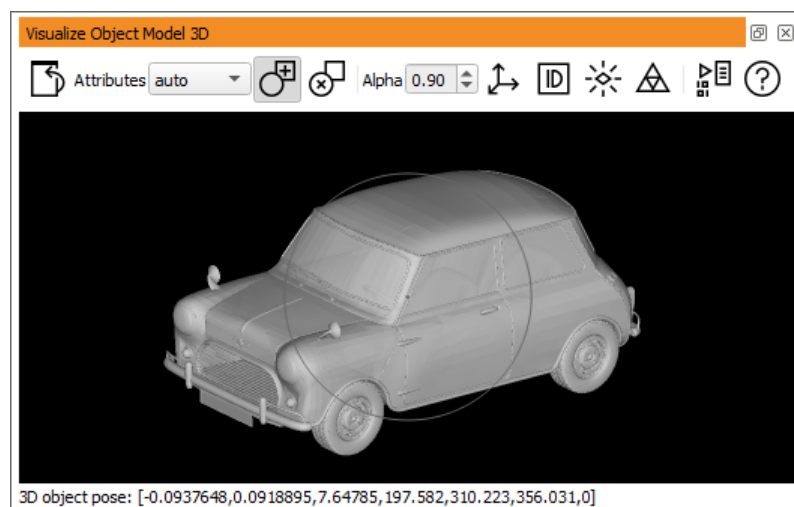 Visualize Object Model 3D
Attributes auto Alpha 0.90 ID ?
3D object pose: [-0.0937648,0.0918895,7.64785,197.582,310.223,356.031,0]